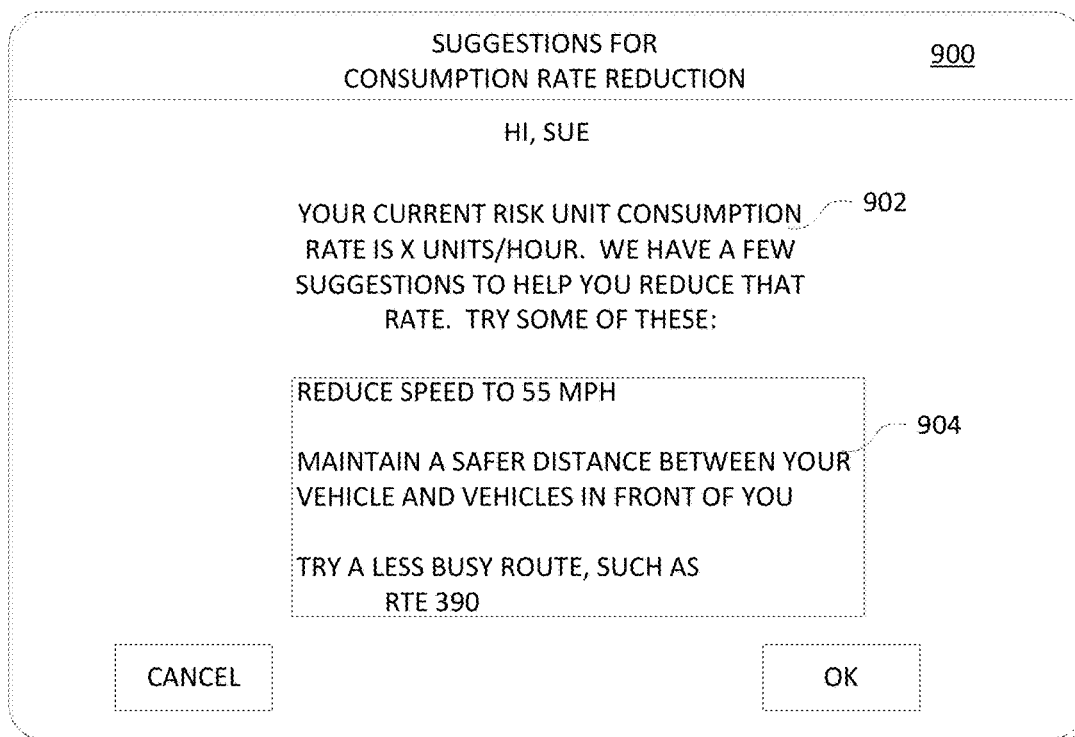 SUGGESTIONS FOR
CONSUMPTION RATE REDUCTION
900
HI, SUE
YOUR CURRENT RISK UNIT CONSUMPTION
902
RATE IS X UNITS/HOUR.  WE HAVE A FEW
SUGGESTIONS TO HELP YOU REDUCE THAT
RATE.  TRY SOME OF THESE:
REDUCE SPEED TO 55 MPH
904
MAINTAIN A SAFER DISTANCE BETWEEN YOUR
VEHICLE AND VEHICLES IN FRONT OF YOU
TRY A LESS BUSY ROUTE, SUCH AS
RTE 390
CANCEL
OK